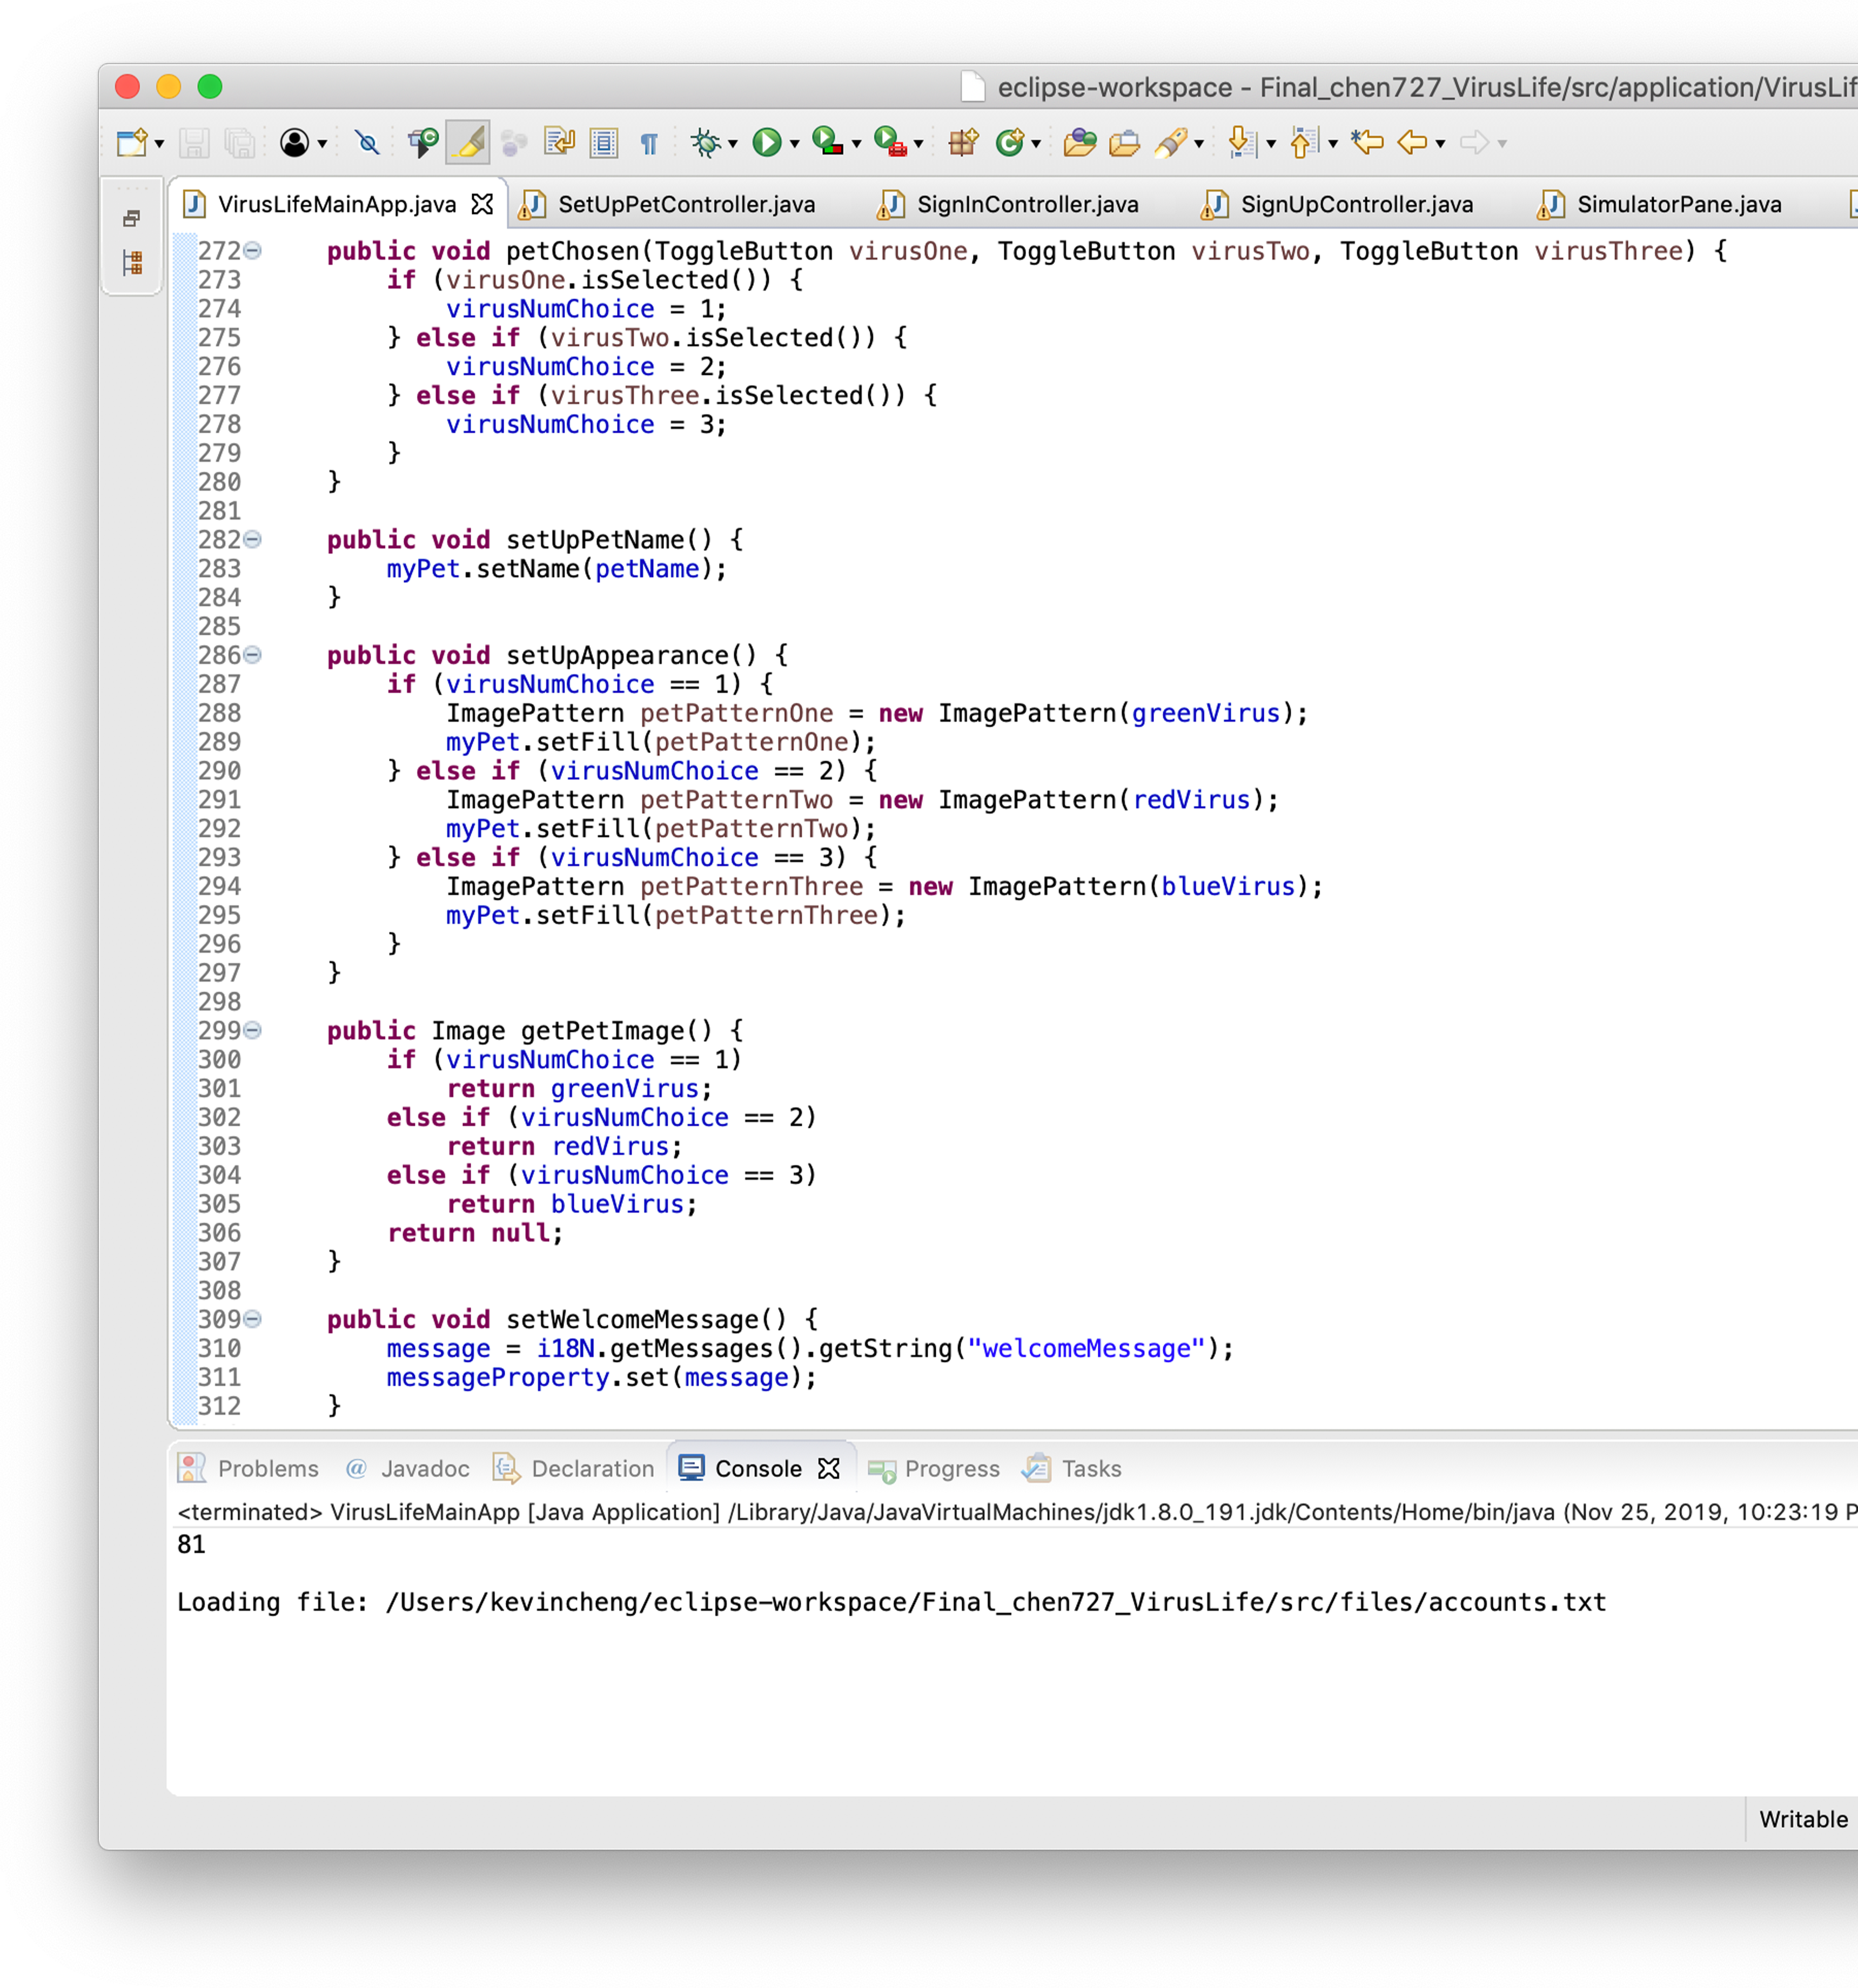 eclipse-workspace - Final_chen727_VirusLife/src/application/VirusLif
VirusLifeMainApp.java SetUpPetController.java SignInController.java SignUpController.java SimulatorPane.java
272 public void petChosen(ToggleButton virusOne, ToggleButton virusTwo, ToggleButton virusThree) {
273 if (virusOne.isSelected()) {
274 virusNumChoice = 1;
275 } else if (virusTwo.isSelected()) {
276 virusNumChoice = 2;
277 } else if (virusThree.isSelected()) {
278 virusNumChoice = 3;
279 }
280 }
281
282 public void setUpPetName() {
283 myPet.setName(petName);
284 }
285
286 public void setUpAppearance() {
287 if (virusNumChoice == 1) {
288 ImagePattern petPatternOne = new ImagePattern(greenVirus);
289 myPet.setFill(petPatternOne);
290 } else if (virusNumChoice == 2) {
291 ImagePattern petPatternTwo = new ImagePattern(redVirus);
292 myPet.setFill(petPatternTwo);
293 } else if (virusNumChoice == 3) {
294 ImagePattern petPatternThree = new ImagePattern(blueVirus);
295 myPet.setFill(petPatternThree);
296 }
297 }
298
299 public Image getPetImage() {
300 if (virusNumChoice == 1)
301 return greenVirus;
302 else if (virusNumChoice == 2)
303 return redVirus;
304 else if (virusNumChoice == 3)
305 return blueVirus;
306 return null;
307 }
308
309 public void setWelcomeMessage() {
310 message = i18N.getMessages().getString("welcomeMessage");
311 messageProperty.set(message);
312 }
Problems @ Javadoc Declaration Console Progress Tasks
<terminated> VirusLifeMainApp [Java Application] /Library/Java/JavaVirtualMachines/jdk1.8.0_191.jdk/Contents/Home/bin/java (Nov 25, 2019, 10:23:19 P
81
Loading file: /Users/kevincheng/eclipse-workspace/Final_chen727_VirusLife/src/files/accounts.txt
Writable